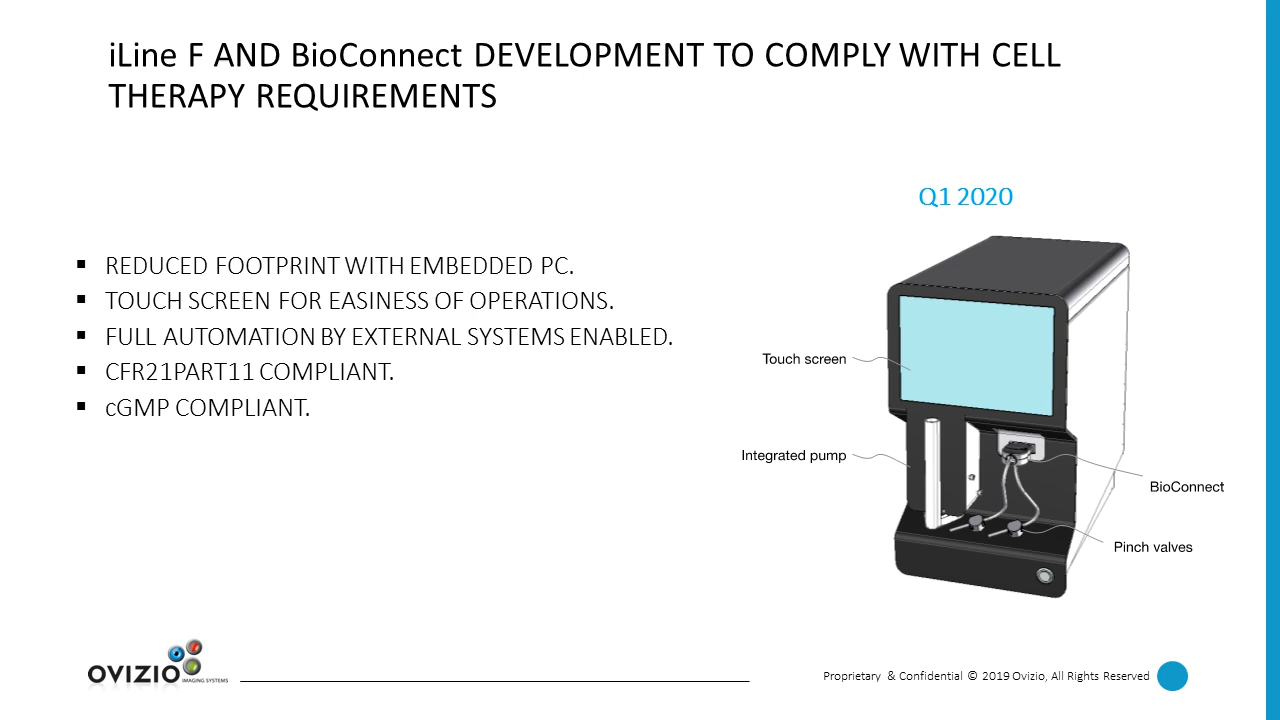 iLine F AND BioConnect DEVELOPMENT TO COMPLY WITH CELL
THERAPY REQUIREMENTS
Q1 2020
▪ REDUCED FOOTPRINT WITH EMBEDDED PC.
▪ TOUCH SCREEN FOR EASINESS OF OPERATIONS.
▪ FULL AUTOMATION BY EXTERNAL SYSTEMS ENABLED.
▪ CFR21PART11 COMPLIANT.
▪ cGMP COMPLIANT.
Touch screen
Integrated pump
BioConnect
Pinch valves
OVIZIO
IMAGING SYSTEMS
Proprietary & Confidential © 2019 Ovizio, All Rights Reserved